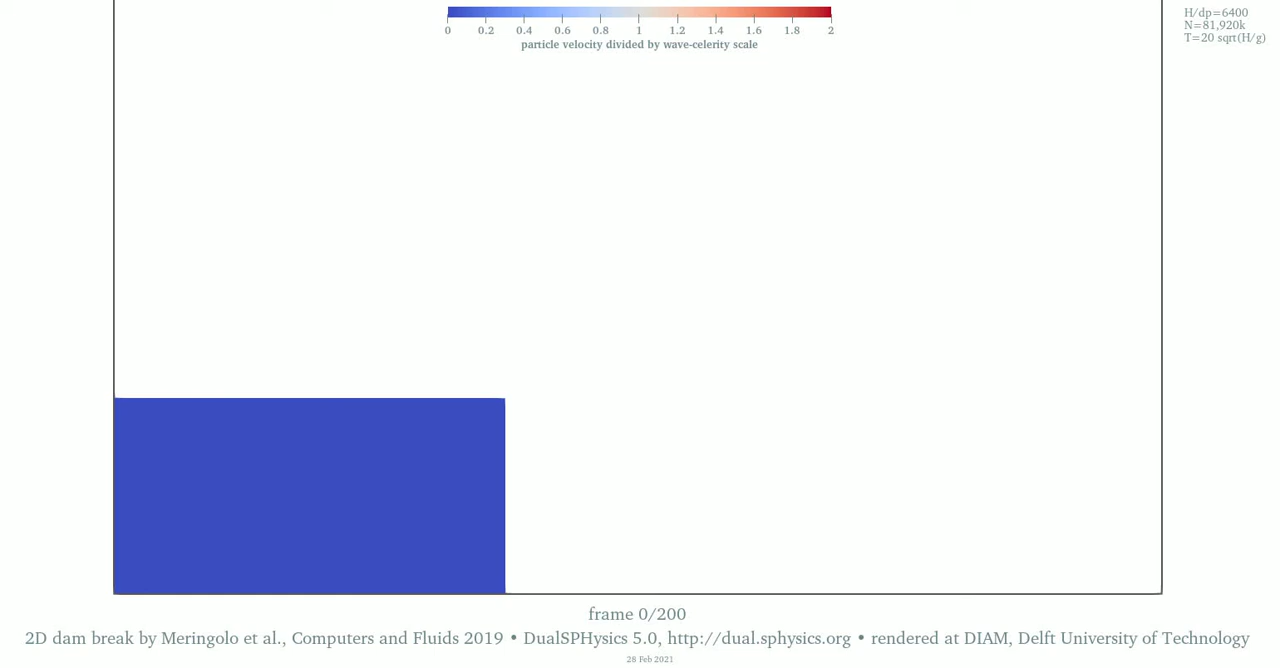 0 0.2 0.4 0.6 0.8 1 1.2 1.4 1.6 1.8 2
particle velocity divided by wave-celerity scale
H/dp=6400
N=81,920k
T=20 sqrt(H/g)
frame 0/200
2D dam break by Meringolo et al., Computers and Fluids 2019 • DualSPHysics 5.0, http://dual.sphysics.org • rendered at DIAM, Delft University of Technology
28 Feb 2021